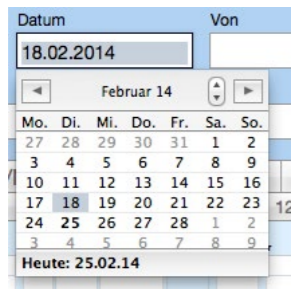 Datum Von
18.02.2014
Februar 14
Mo. Di. Mi. Do. Fr. Sa. So.
27 28 29 30 31 1 2
3 4 5 6 7 8 9
10 11 12 13 14 15 16
17 18 19 20 21 22 23
12
24 25 26 27 28 1 2
3 4 5 6 7 8 9
Heute: 25.02.14